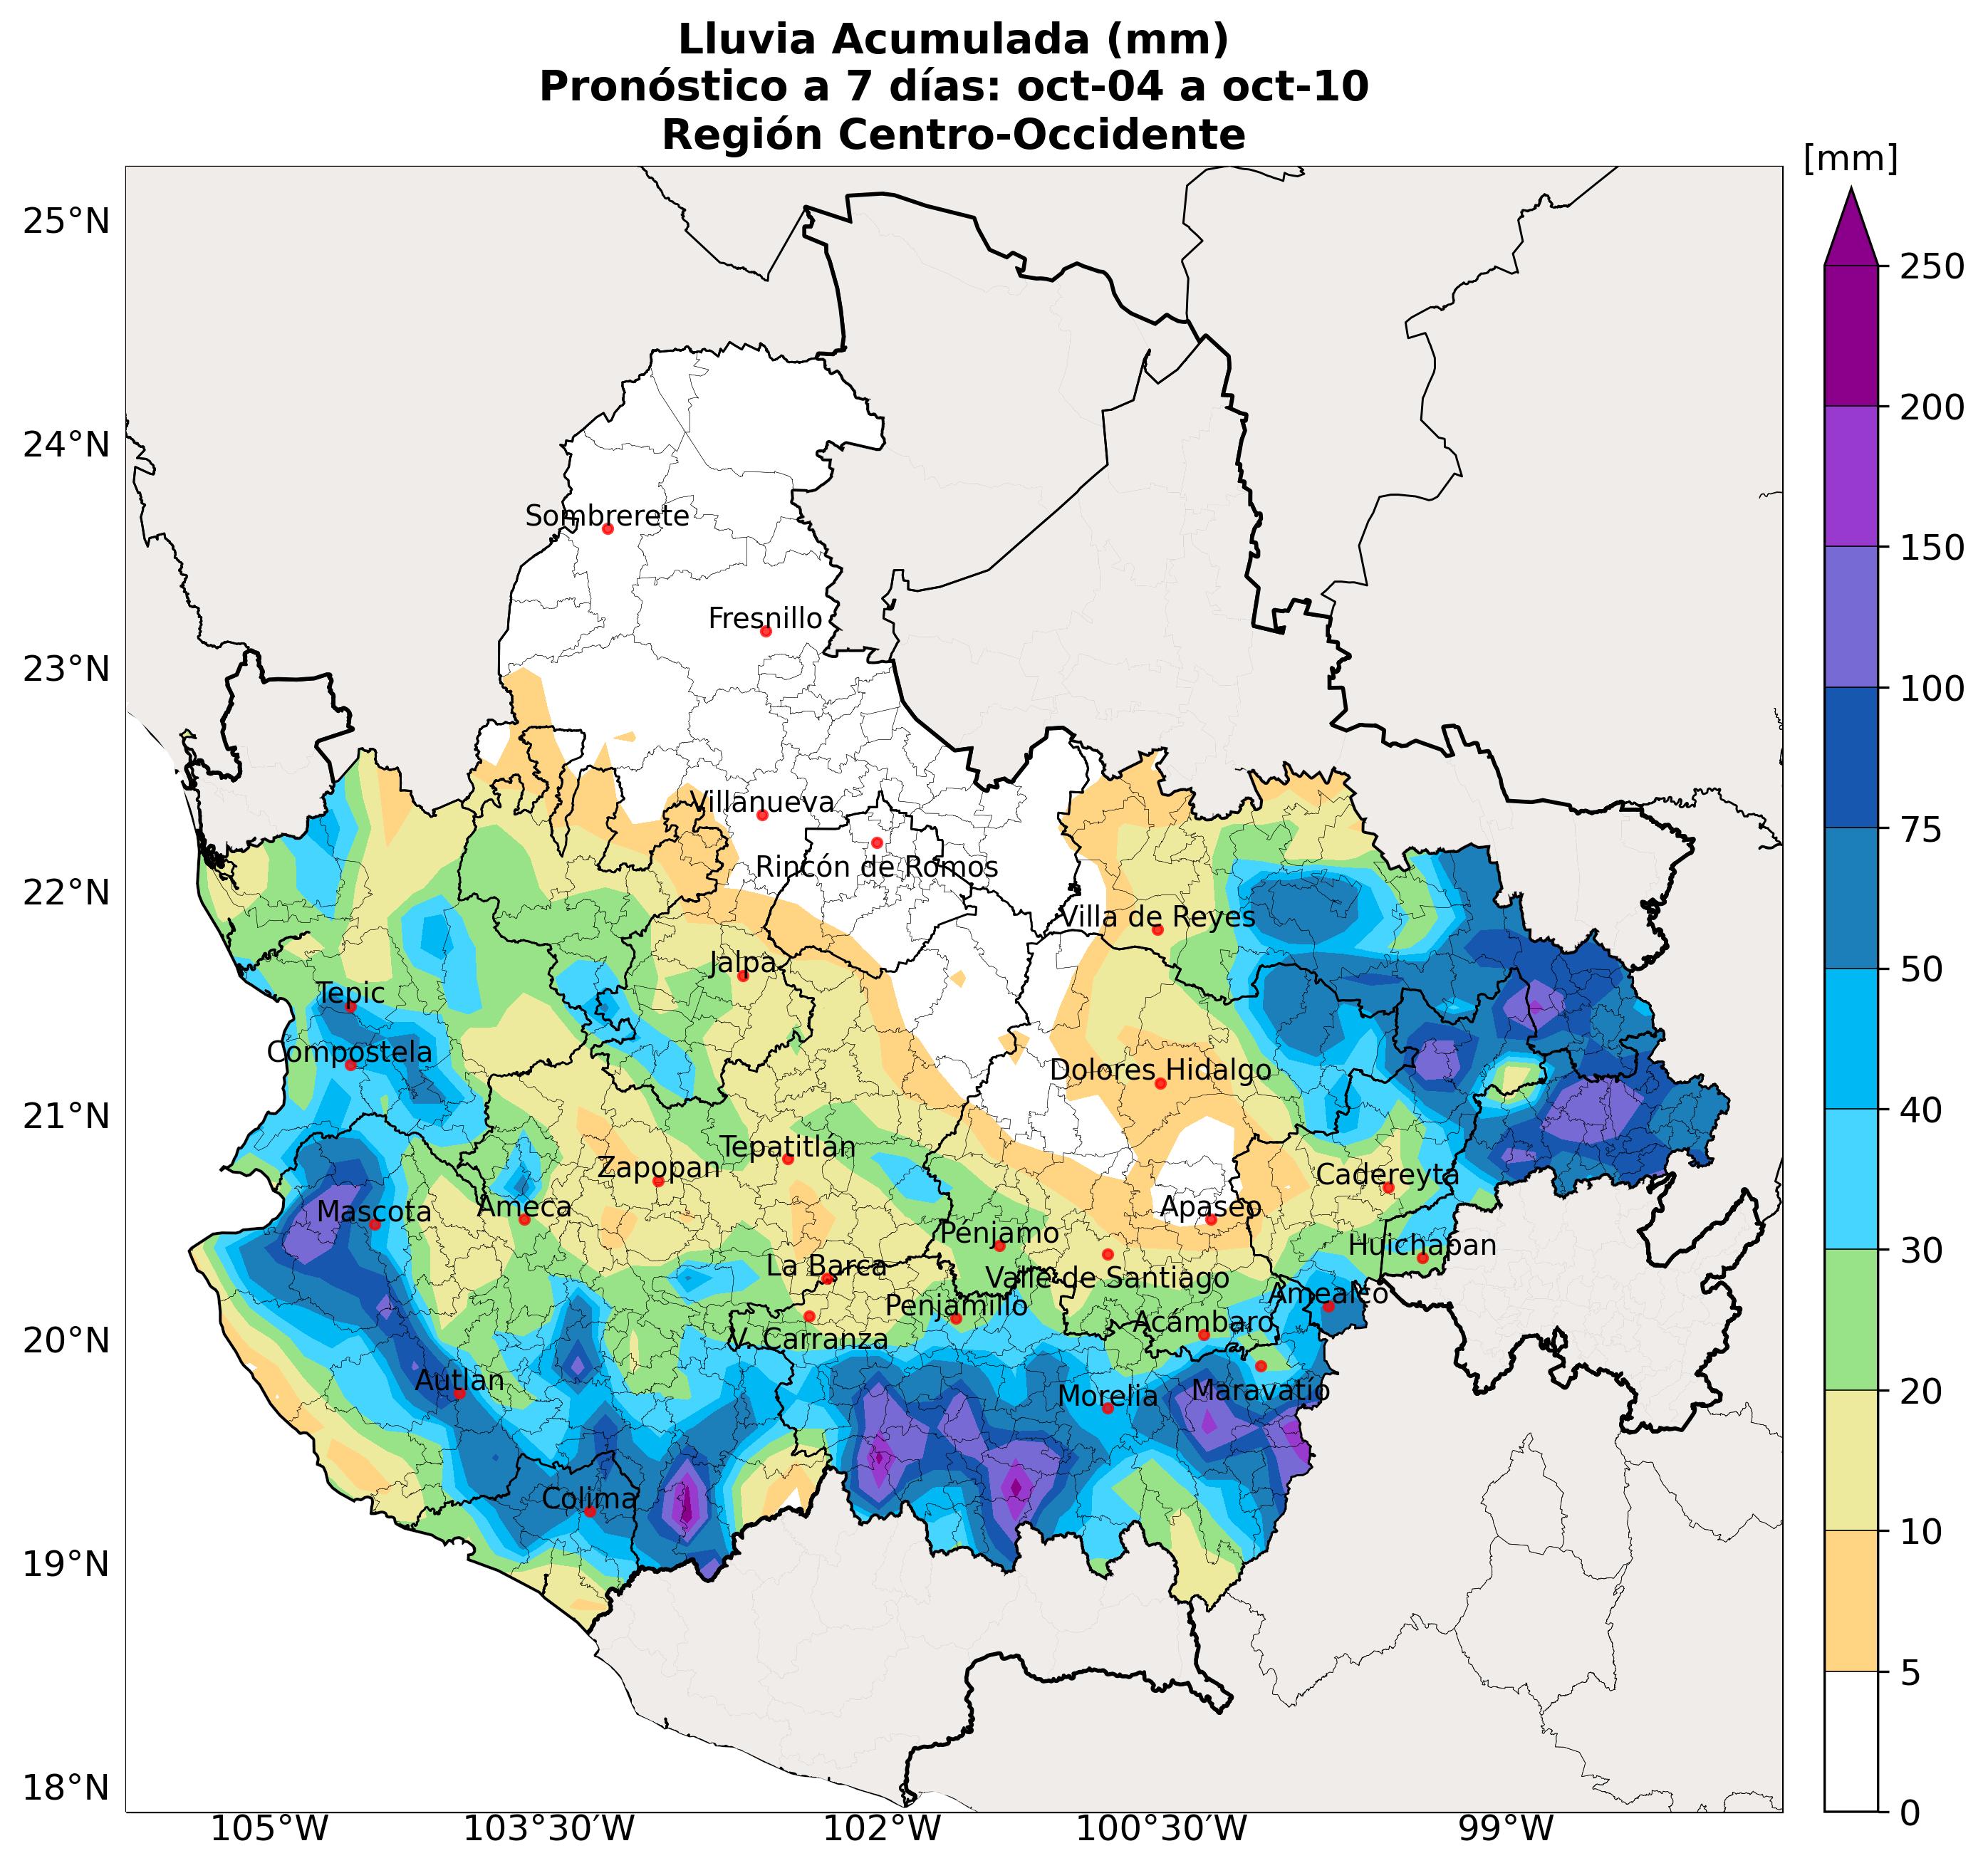 Lluvia Acumulada (mm)
Pronóstico a 7 días: oct-04 a oct-10
Región Centro-Occidente
[mm]
25°N
24°N
23°N
22°N
21°N
20°N
19°N
18°N
105°W
103°30'W
102°W
100°30'W
99°W
250
200
150
100
75
50
40
30
20
10
5
0
Sombrerete
Fresnillo
Villanueva
Rincón de Romos
Villa de Reyes
Jalpa
Tepic
Compostela
Dolores Hidalgo
Tepatitlán
Zapopan
Cadereyta
Ameca
Mascota
Apaseo
Penjamo
Huichapan
La Barca
Valle de Santiago
Amealco
Penjamillo
Acámbaro
V. Carranza
Autlan
Morelia
Maravatío
Colima